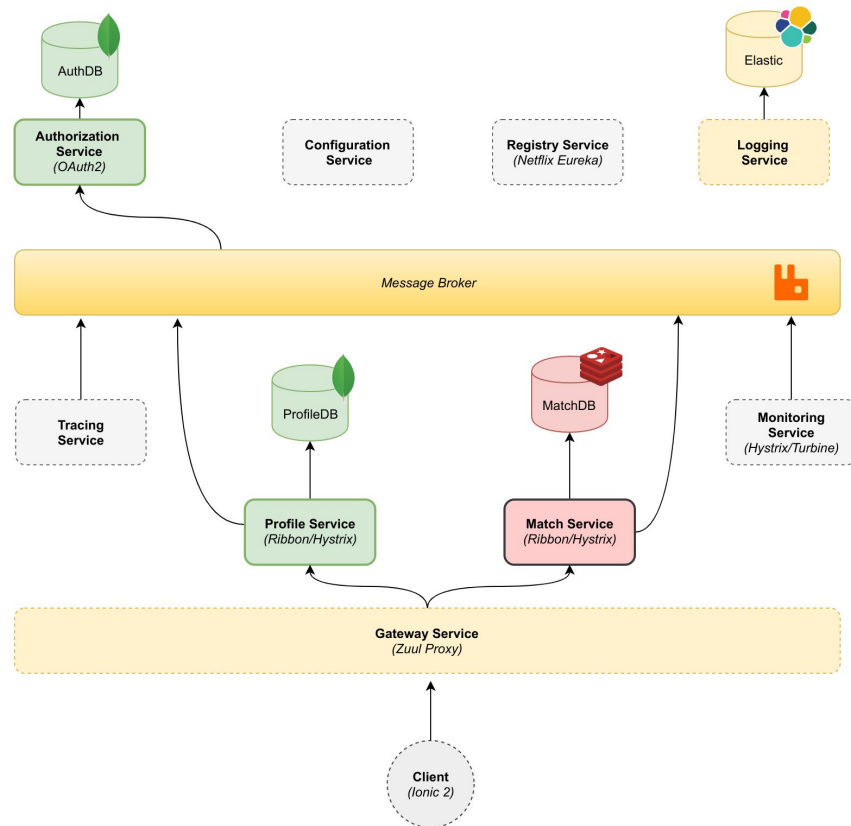 AuthDB
Elastic
Authorization
Service
(OAuth2)
Configuration
Service
Registry Service
(Netflix Eureka)
Logging
Service
Message Broker
ProfileDB
MatchDB
Tracing
Service
Monitoring
Service
(Hystrix/Turbine)
Profile Service
(Ribbon/Hystrix)
Match Service
(Ribbon/Hystrix)
Gateway Service
(Zuul Proxy)
Client
(Ionic 2)